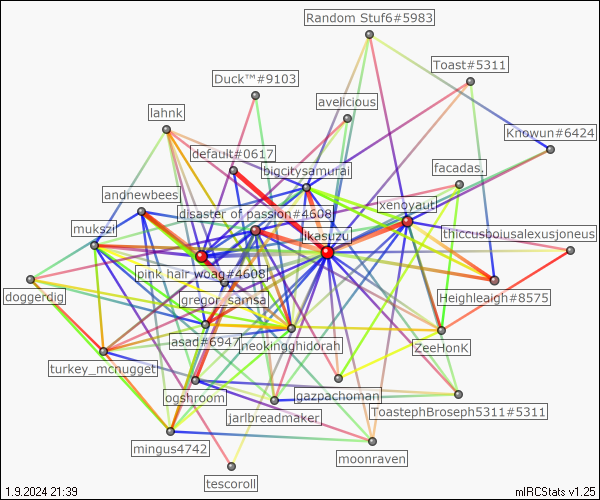 Random Stuf6#5983
Toast#5311
Duck™#9103
avelicious
lahnk
Knowun#6424
default#0617
bigcitysamurai
facadas,
andnewbees
xenoyaut
disaster of passion#4608
mukszi
likasuzu
thiccusboiusalexusjoneus
pink hair woag#4608
doggerdig
gregor_samsa
Heighleaigh#8575
asad#6947
neokingghidorah
ZeeHonK
turkey_mcnugget
ogshroom
gazpachoman
ToastephBroseph5311#5311
jarlbreadmaker
mingus4742
moonraven
tescoroll
1.9.2024 21:39
mIRCStats v1.25